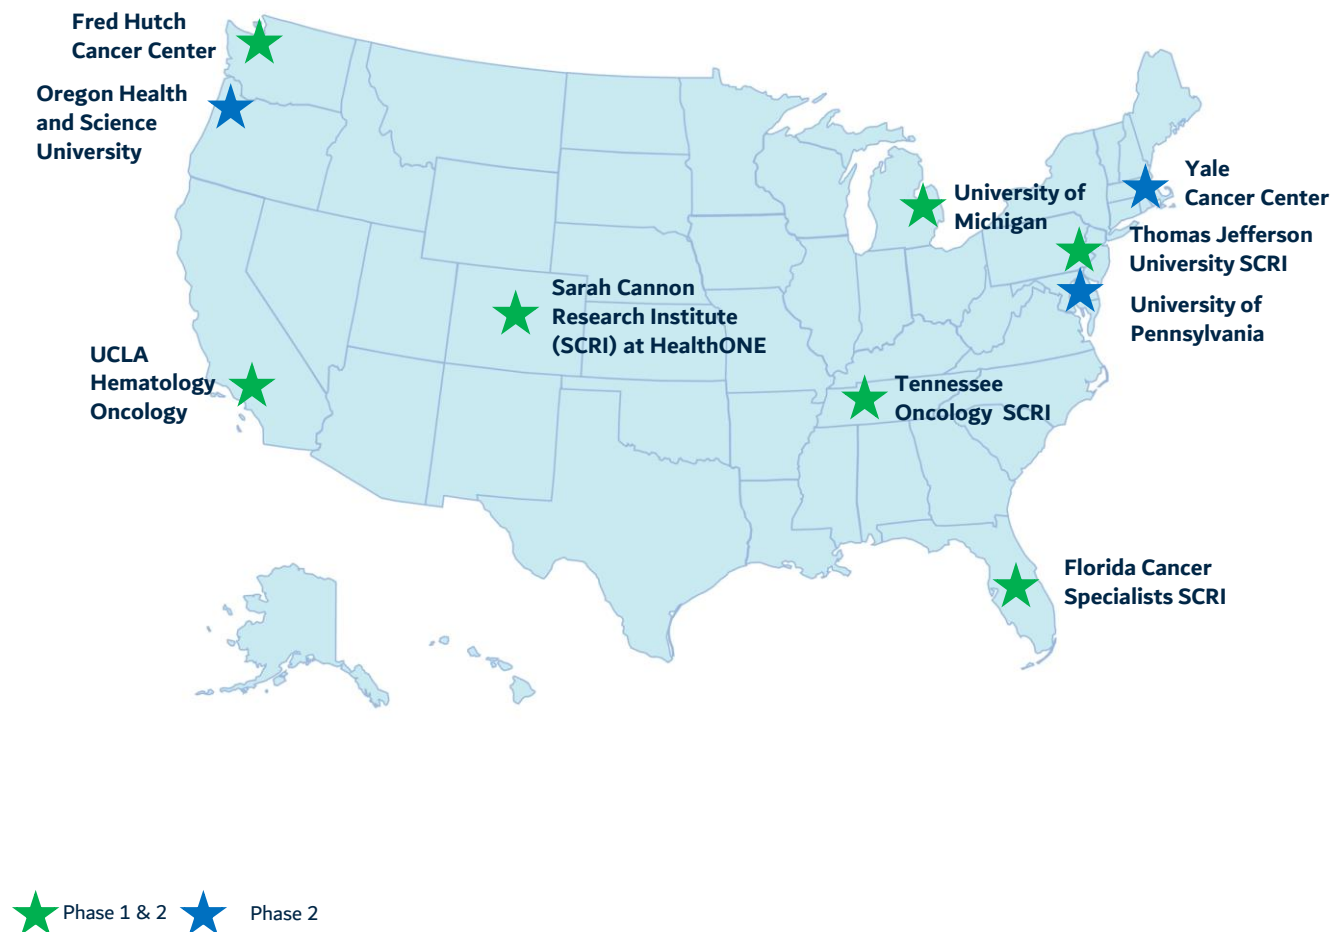 Fred Hutch
Cancer Center
Oregon Health
and Science
University
Yale
Cancer Center
University of
Michigan
Thomas Jefferson
University SCRI
University of
Pennsylvania
Sarah Cannon
Research Institute
(SCRI) at HealthONE
UCLA
Hematology
Oncology
Tennessee
Oncology SCRI
Florida Cancer
Specialists SCRI
Phase 1 & 2
Phase 2